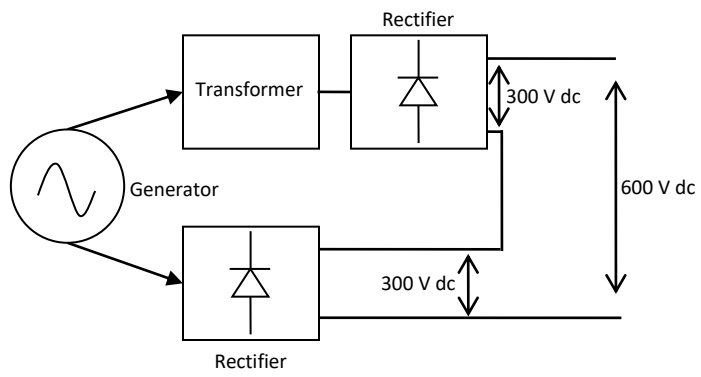 Rectifier
Transformer
300 V dc
600 V dc
Generator
300 V dc
Rectifier